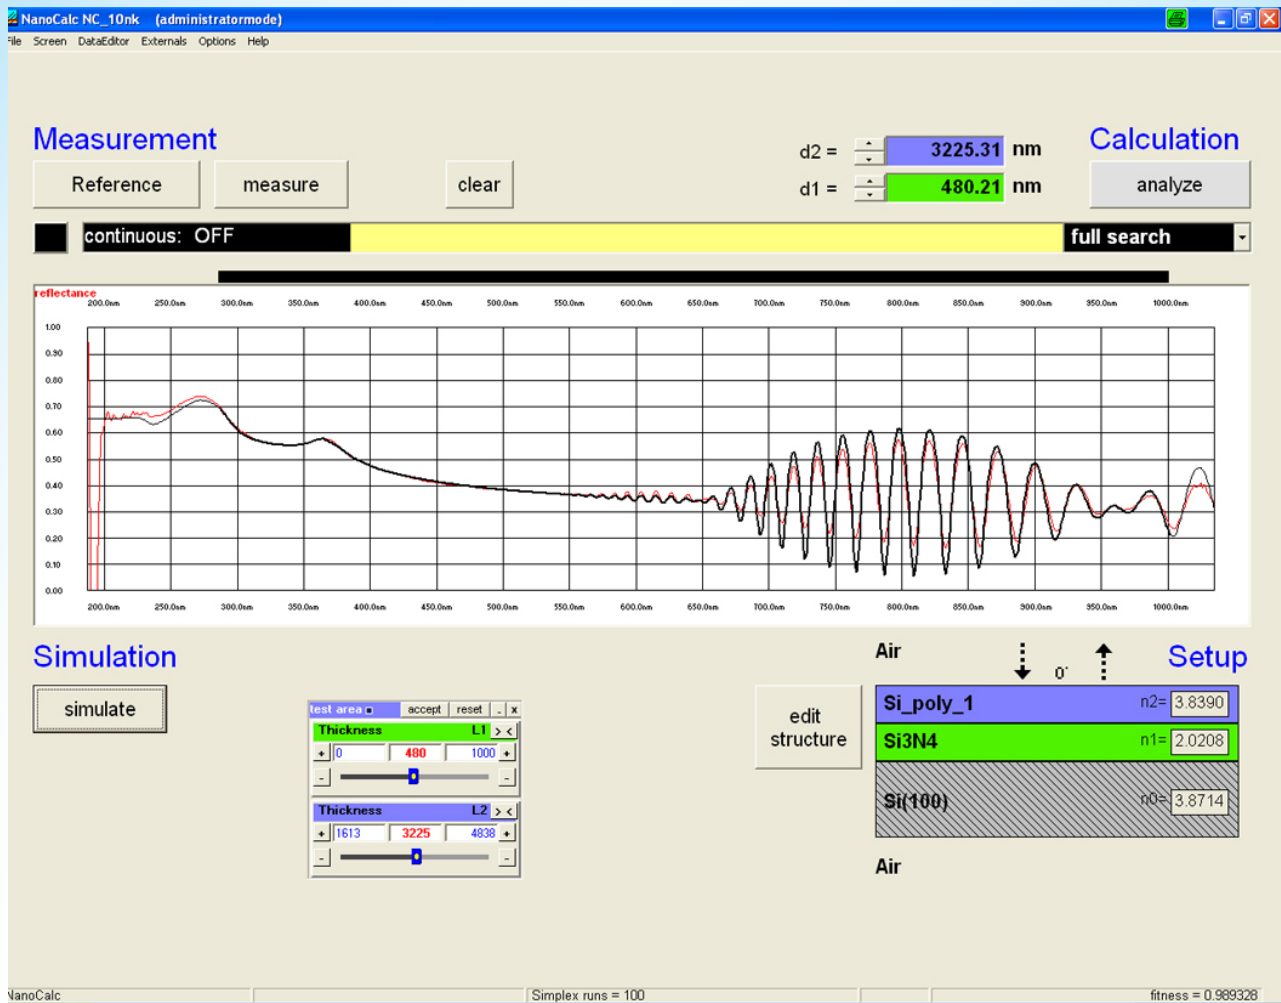 NanoCalc NC_10nk (administratormode)
File Screen DataEditor Externals Options Help
Measurement
Calculation
Reference measure clear
d2 = 3225.31 nm
d1 = 480.21 nm
analyze
continuous: OFF
full search
reflectance
200.0nm 250.0nm 300.0nm 350.0nm 400.0nm 450.0nm 500.0nm 550.0nm 600.0nm 650.0nm 700.0nm 750.0nm 800.0nm 850.0nm 900.0nm 950.0nm 1000.0nm
1.00
0.90
0.80
0.70
0.60
0.50
0.40
0.30
0.20
0.10
0.00
200.0nm 250.0nm 300.0nm 350.0nm 400.0nm 450.0nm 500.0nm 550.0nm 600.0nm 650.0nm 700.0nm 750.0nm 800.0nm 850.0nm 900.0nm 950.0nm 1000.0nm
Simulation
simulate
test area accept reset _ x
Thickness L1 > <
+ 0 480 1000 +
- -
Thickness L2 > <
+ 1613 3225 4838 +
- -
Air
0°
Setup
edit
structure
Si_poly_1 n2= 3.8390
Si3N4 n1= 2.0208
Si(100) n0= 3.8714
Air
NanoCalc
Simplex runs = 100
fitness = 0.989328